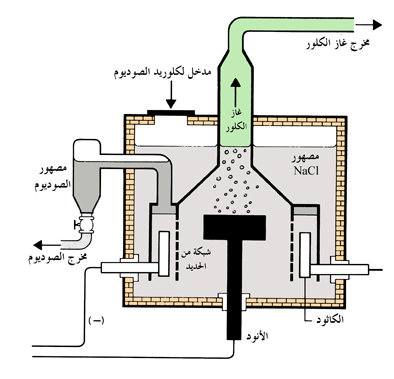 مخرج غاز الكلور
مدخل لكلوريد الصوديوم
غاز
الكلور
مصهور
NaCl
مصهور
الصوديوم
شبكة من
الحديد
مخرج الصوديوم
(−)
الكاثود
الأنود